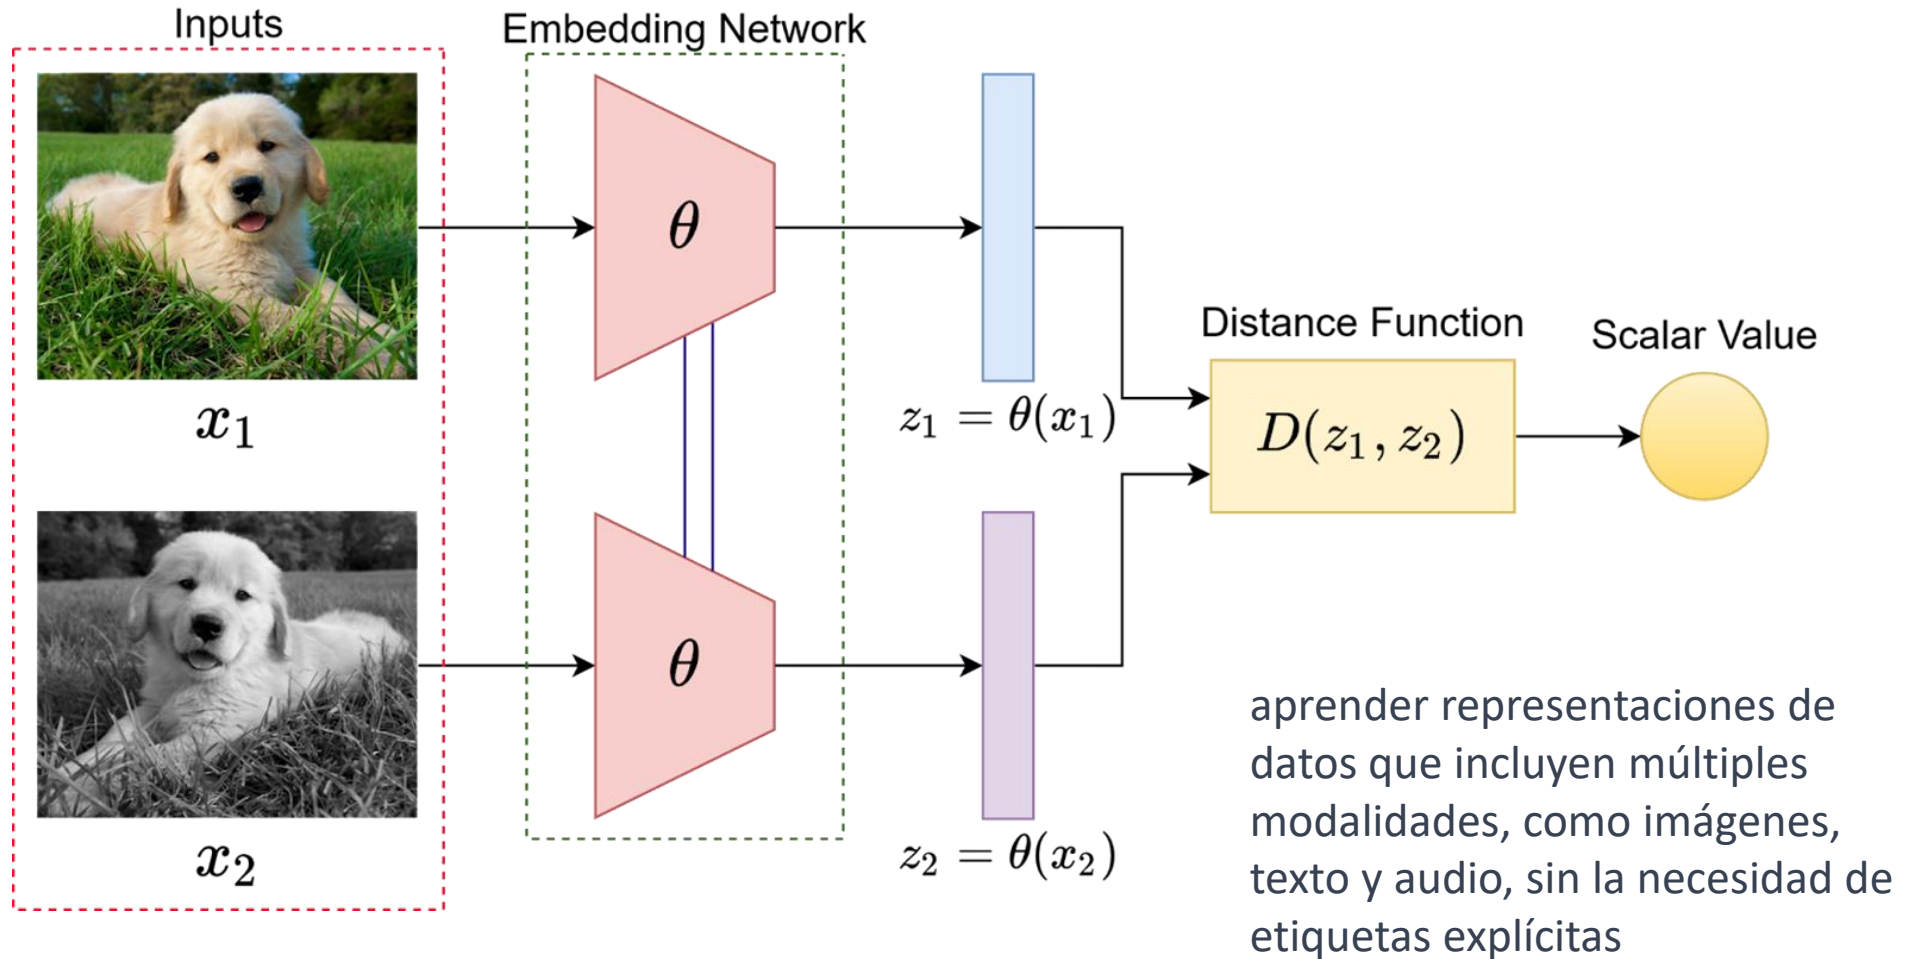 Inputs
Embedding Network
θ
x₁
z₁ = θ(x₁)
Distance Function
D(z₁, z₂)
Scalar Value
θ
x₂
z₂ = θ(x₂)
aprender representaciones de
datos que incluyen múltiples
modalidades, como imágenes,
texto y audio, sin la necesidad de
etiquetas explícitas